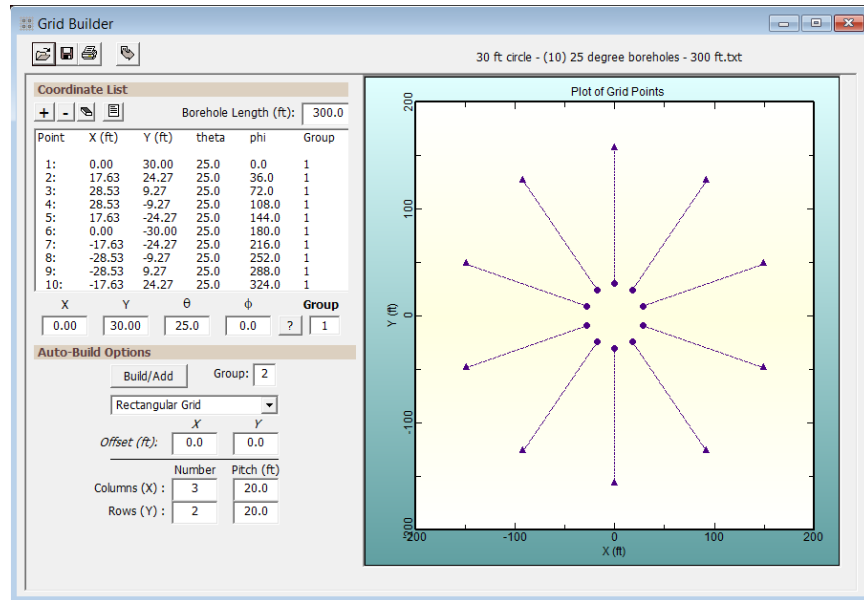 Grid Builder
30 ft circle - (10) 25 degree boreholes - 300 ft.txt
Coordinate List
+ - Borehole Length (ft): 300.0
Point X (ft) Y (ft) theta phi Group
1: 0.00 30.00 25.0 0.0 1
2: 17.63 24.27 25.0 36.0 1
3: 28.53 9.27 25.0 72.0 1
4: 28.53 -9.27 25.0 108.0 1
5: 17.63 -24.27 25.0 144.0 1
6: 0.00 -30.00 25.0 180.0 1
7: -17.63 -24.27 25.0 216.0 1
8: -28.53 -9.27 25.0 252.0 1
9: -28.53 9.27 25.0 288.0 1
10: -17.63 24.27 25.0 324.0 1
X Y θ ϕ Group
0.00 30.00 25.0 0.0 ? 1
Auto-Build Options
Build/Add Group: 2
Rectangular Grid
X Y
Offset (ft): 0.0 0.0
Number Pitch (ft)
Columns (X) : 3 20.0
Rows (Y) : 2 20.0
Plot of Grid Points
200
100
0
-100
-200
Y (ft)
-200 -100 0 100 200
X (ft)